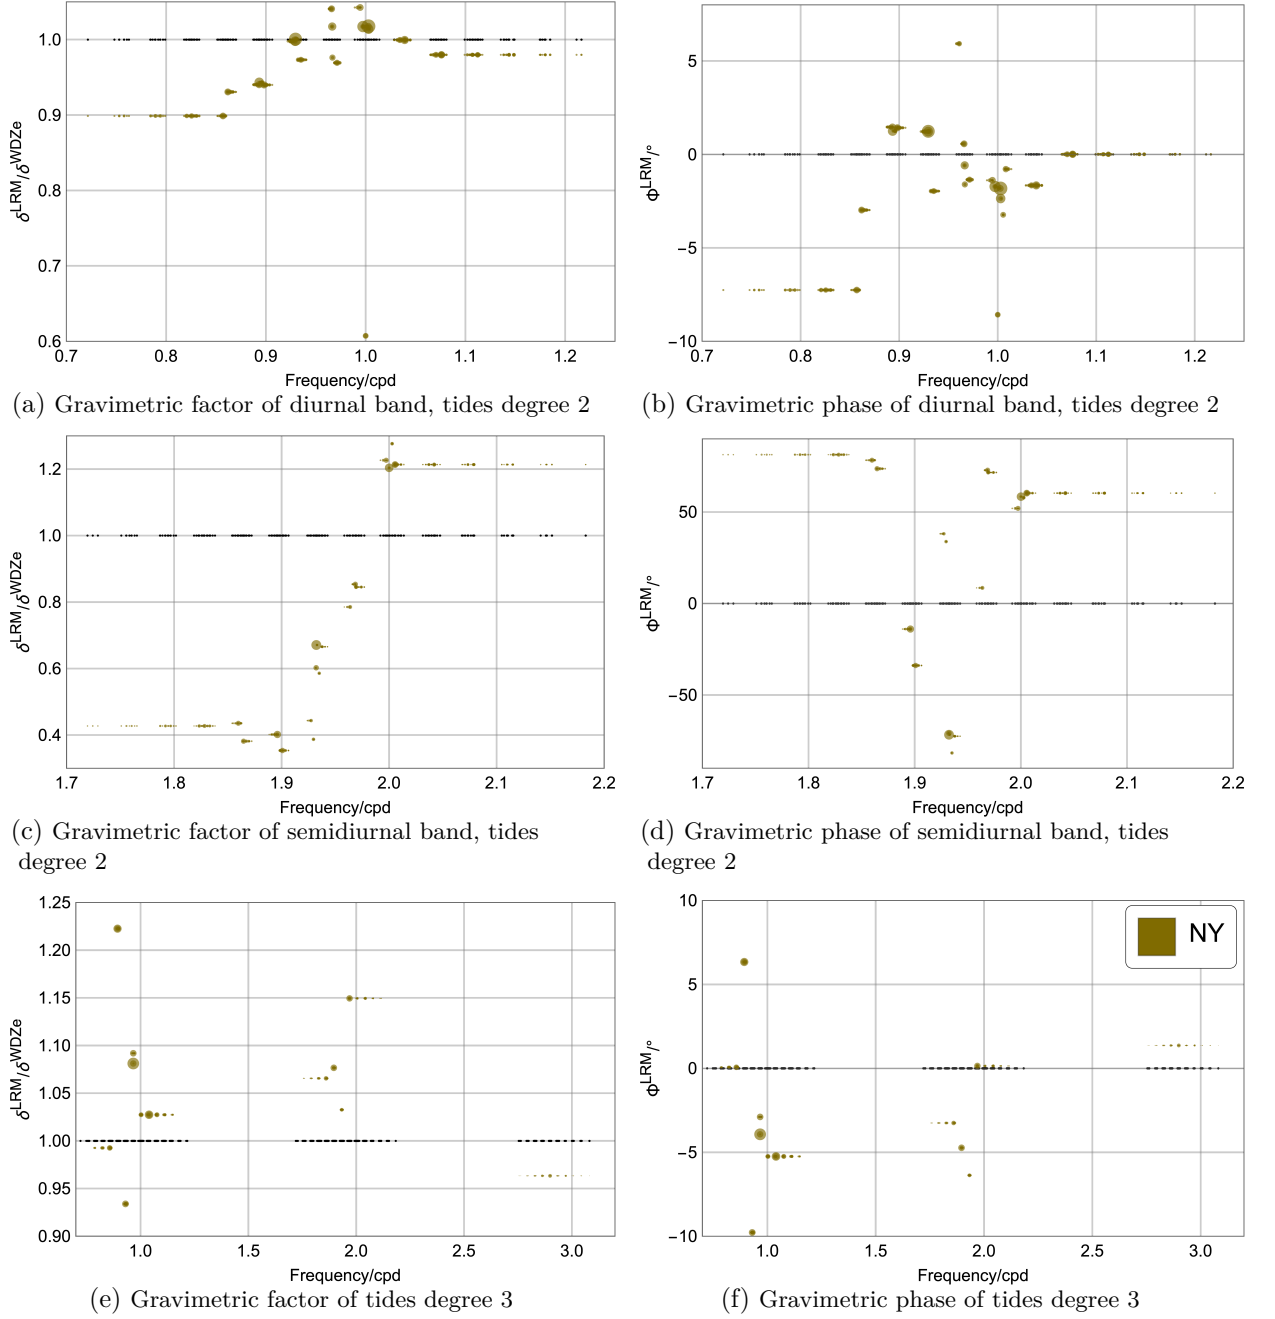 δLRM/δWDZe
1.0
0.9
0.8
0.7
0.6
0.7 0.8 0.9 1.0 1.1 1.2
Frequency/cpd
(a) Gravimetric factor of diurnal band, tides degree 2
ΦLRM/°
5
0
−5
−10
0.7 0.8 0.9 1.0 1.1 1.2
Frequency/cpd
(b) Gravimetric phase of diurnal band, tides degree 2
δLRM/δWDZe
1.2
1.0
0.8
0.6
0.4
1.7 1.8 1.9 2.0 2.1 2.2
Frequency/cpd
(c) Gravimetric factor of semidiurnal band, tides
degree 2
ΦLRM/°
50
0
−50
1.7 1.8 1.9 2.0 2.1 2.2
Frequency/cpd
(d) Gravimetric phase of semidiurnal band, tides
degree 2
δLRM/δWDZe
1.25
1.20
1.15
1.10
1.05
1.00
0.95
0.90
1.0 1.5 2.0 2.5 3.0
Frequency/cpd
(e) Gravimetric factor of tides degree 3
ΦLRM/°
10
5
0
−5
−10
NY
1.0 1.5 2.0 2.5 3.0
Frequency/cpd
(f) Gravimetric phase of tides degree 3